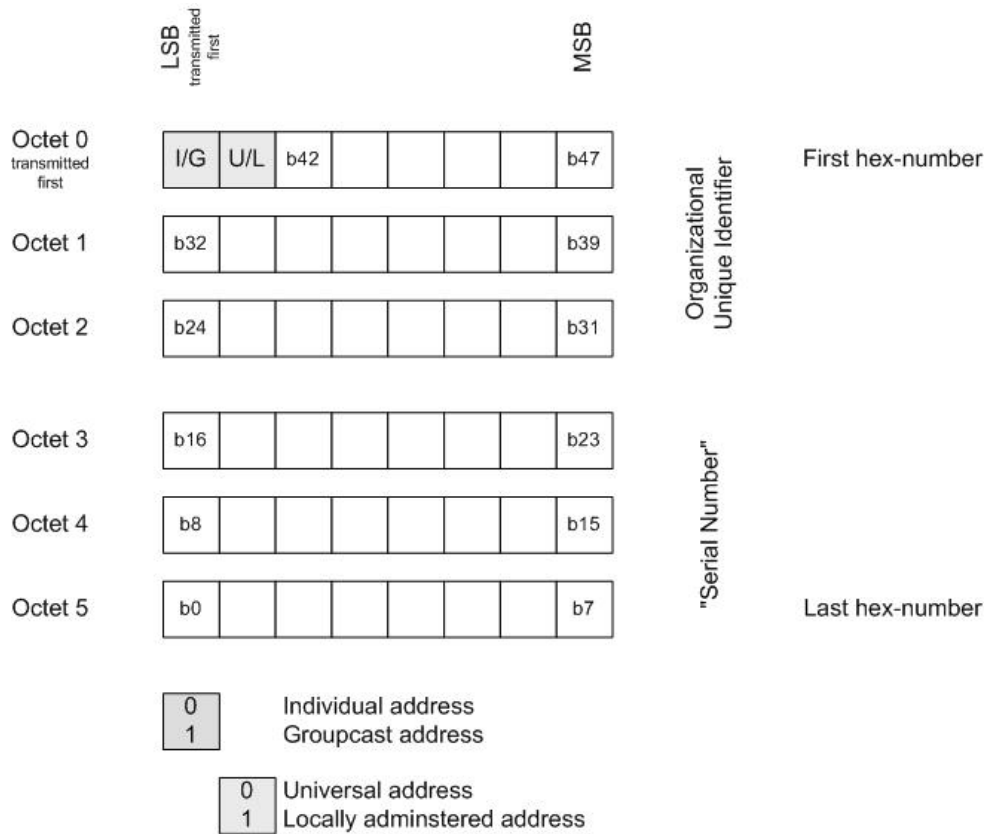 LSB
transmitted
first
MSB
Octet 0
transmitted
first
I/G U/L b42 b47
First hex-number
Octet 1
b32 b39
Octet 2
b24 b31
Organizational
Unique Identifier
Octet 3
b16 b23
Octet 4
b8 b15
Octet 5
b0 b7
"Serial Number"
Last hex-number
0 Individual address
1 Groupcast address
0 Universal address
1 Locally adminstered address